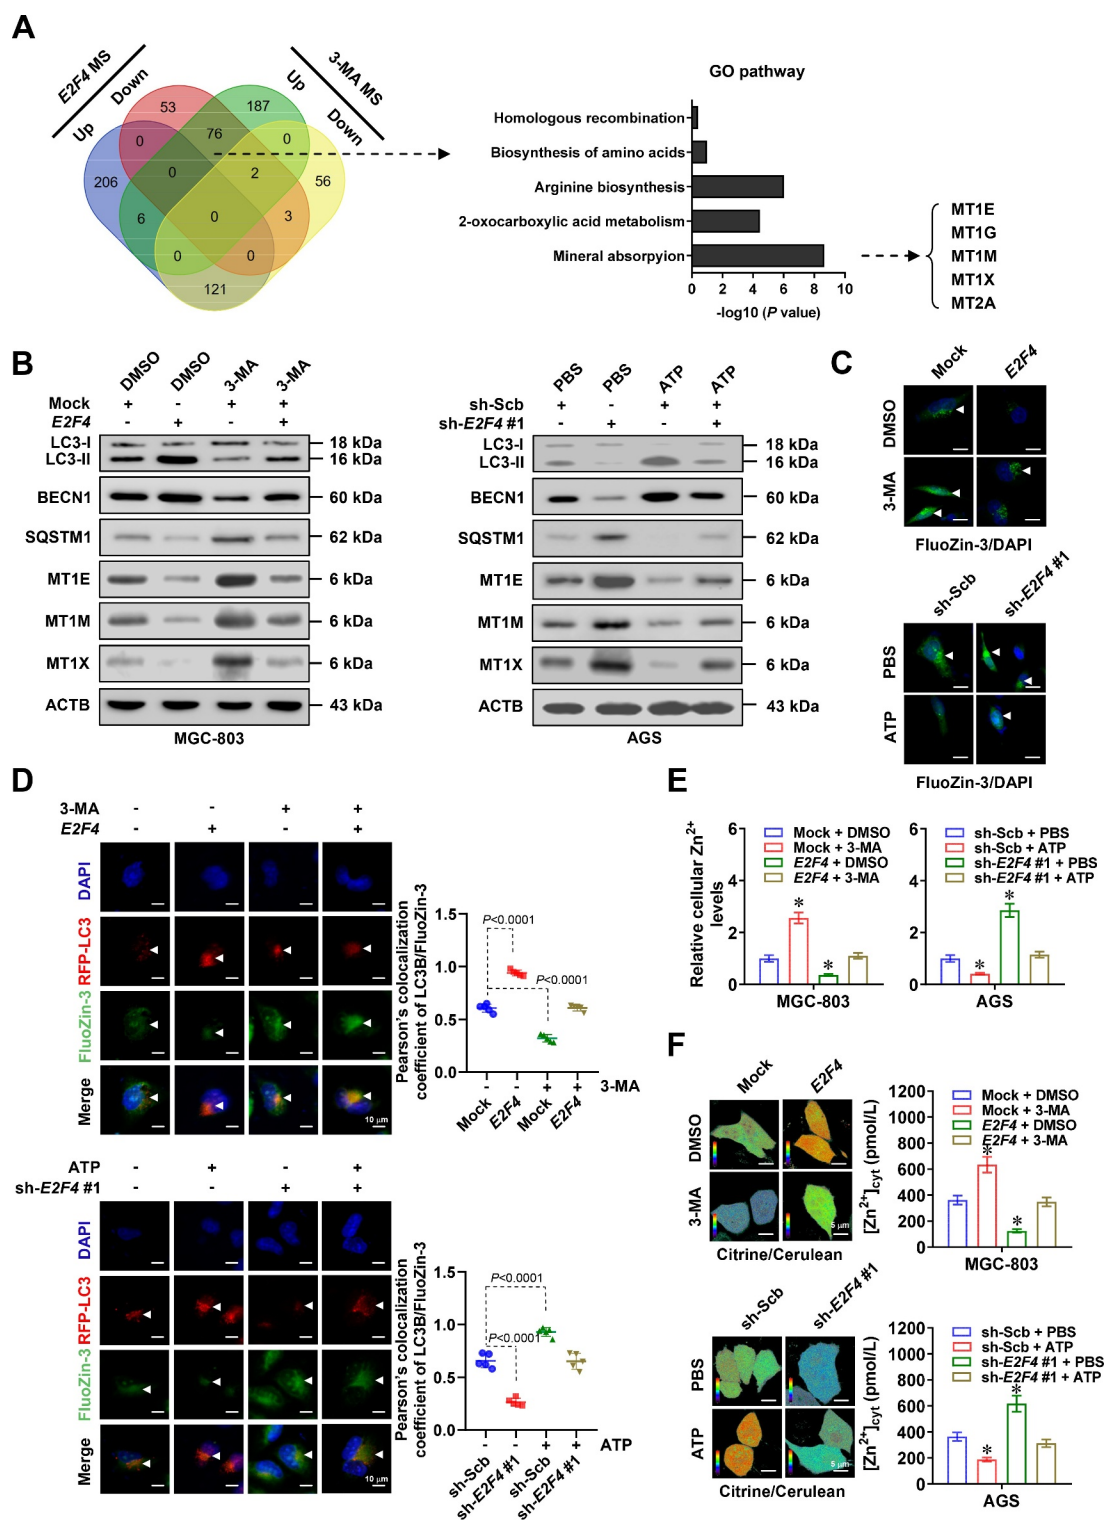 A
E2F4 MS
Up
Down
3-MA MS
Up
Down
53
187
0
76
0
206
0
2
56
6
0
3
0
0
121
GO pathway
Homologous recombination
Biosynthesis of amino acids
Arginine biosynthesis
2-oxocarboxylic acid metabolism
Mineral absorpyion
0 2 4 6 8 10
-log10 (P value)
MT1E
MT1G
MT1M
MT1X
MT2A
B
DMSO DMSO 3-MA 3-MA
Mock + - + +
E2F4 - + - +
LC3-I 18 kDa
LC3-II 16 kDa
BECN1 60 kDa
SQSTM1 62 kDa
MT1E 6 kDa
MT1M 6 kDa
MT1X 6 kDa
ACTB 43 kDa
MGC-803
PBS PBS ATP ATP
sh-Scb + - + +
sh-E2F4 #1 - + - +
LC3-I 18 kDa
LC3-II 16 kDa
BECN1 60 kDa
SQSTM1 62 kDa
MT1E 6 kDa
MT1M 6 kDa
MT1X 6 kDa
ACTB 43 kDa
AGS
C
Mock E2F4
DMSO
3-MA
FluoZin-3/DAPI
sh-Scb sh-E2F4 #1
PBS
ATP
FluoZin-3/DAPI
D
3-MA - - + +
E2F4 - + - +
DAPI
RFP-LC3
FluoZin-3
Merge
10 μm
Pearson's colocalization
coefficient of LC3B/FluoZin-3
1.5
1.0
0.5
0.0
P<0.0001
P<0.0001
- - + + 3-MA
Mock E2F4 Mock E2F4
ATP - + - +
sh-E2F4 #1 - - + +
DAPI
RFP-LC3
FluoZin-3
Merge
10 μm
Pearson's colocalization
coefficient of LC3B/FluoZin-3
1.5
1.0
0.5
0.0
P<0.0001
P<0.0001
- - + + ATP
sh-Scb sh-E2F4 #1 sh-Scb sh-E2F4 #1
E
Relative cellular Zn2+
levels
6
4
2
0
Mock + DMSO
Mock + 3-MA
E2F4 + DMSO
E2F4 + 3-MA
* *
MGC-803
6
4
2
0
sh-Scb + PBS
sh-Scb + ATP
sh-E2F4 #1 + PBS
sh-E2F4 #1 + ATP
* *
AGS
F
Mock E2F4
DMSO
3-MA
5 μm
Citrine/Cerulean
[Zn2+]cyt (pmol/L)
1200
1000
800
600
400
200
0
Mock + DMSO
Mock + 3-MA
E2F4 + DMSO
E2F4 + 3-MA
* *
MGC-803
sh-Scb sh-E2F4 #1
PBS
ATP
5 μm
Citrine/Cerulean
[Zn2+]cyt (pmol/L)
1200
1000
800
600
400
200
0
sh-Scb + PBS
sh-Scb + ATP
sh-E2F4 #1 + PBS
sh-E2F4 #1 + ATP
* *
AGS